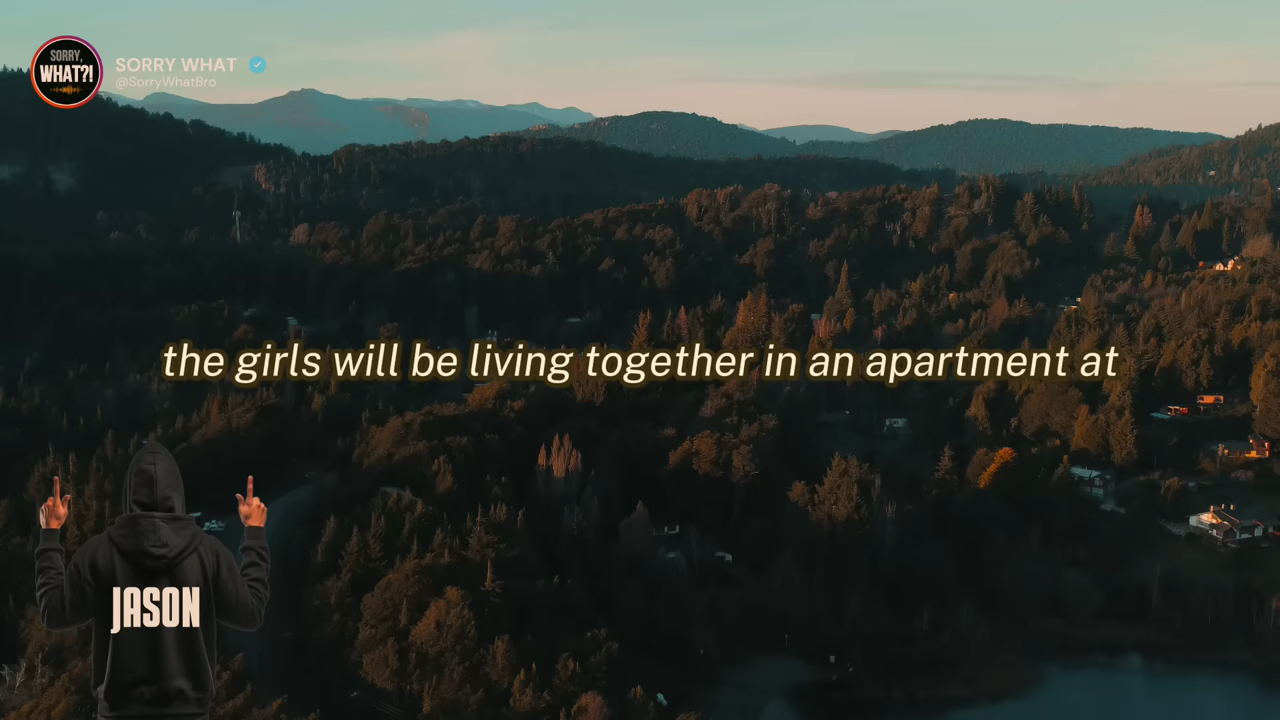 SORRY,
WHAT?!
SORRY WHAT
@SorryWhatBro
the girls will be living together in an apartment at
JASON